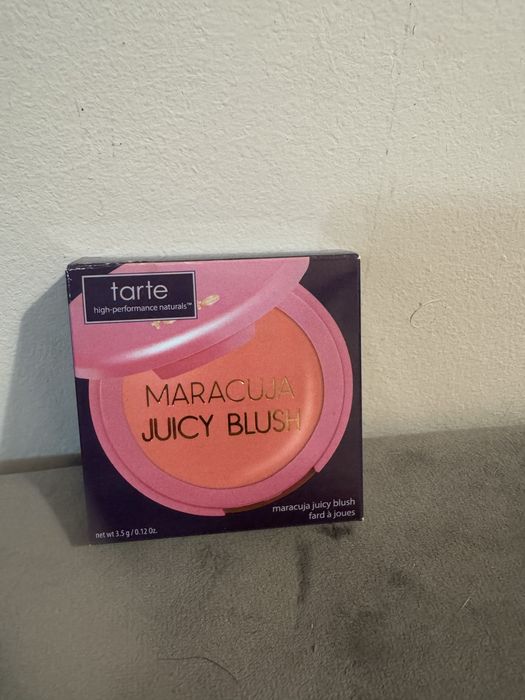 tarte
high-performance naturals™
MARACUJA
JUICY BLUSH
maracuja juicy blush
fard à joues
net wt 3.5 g / 0.12 Oz.